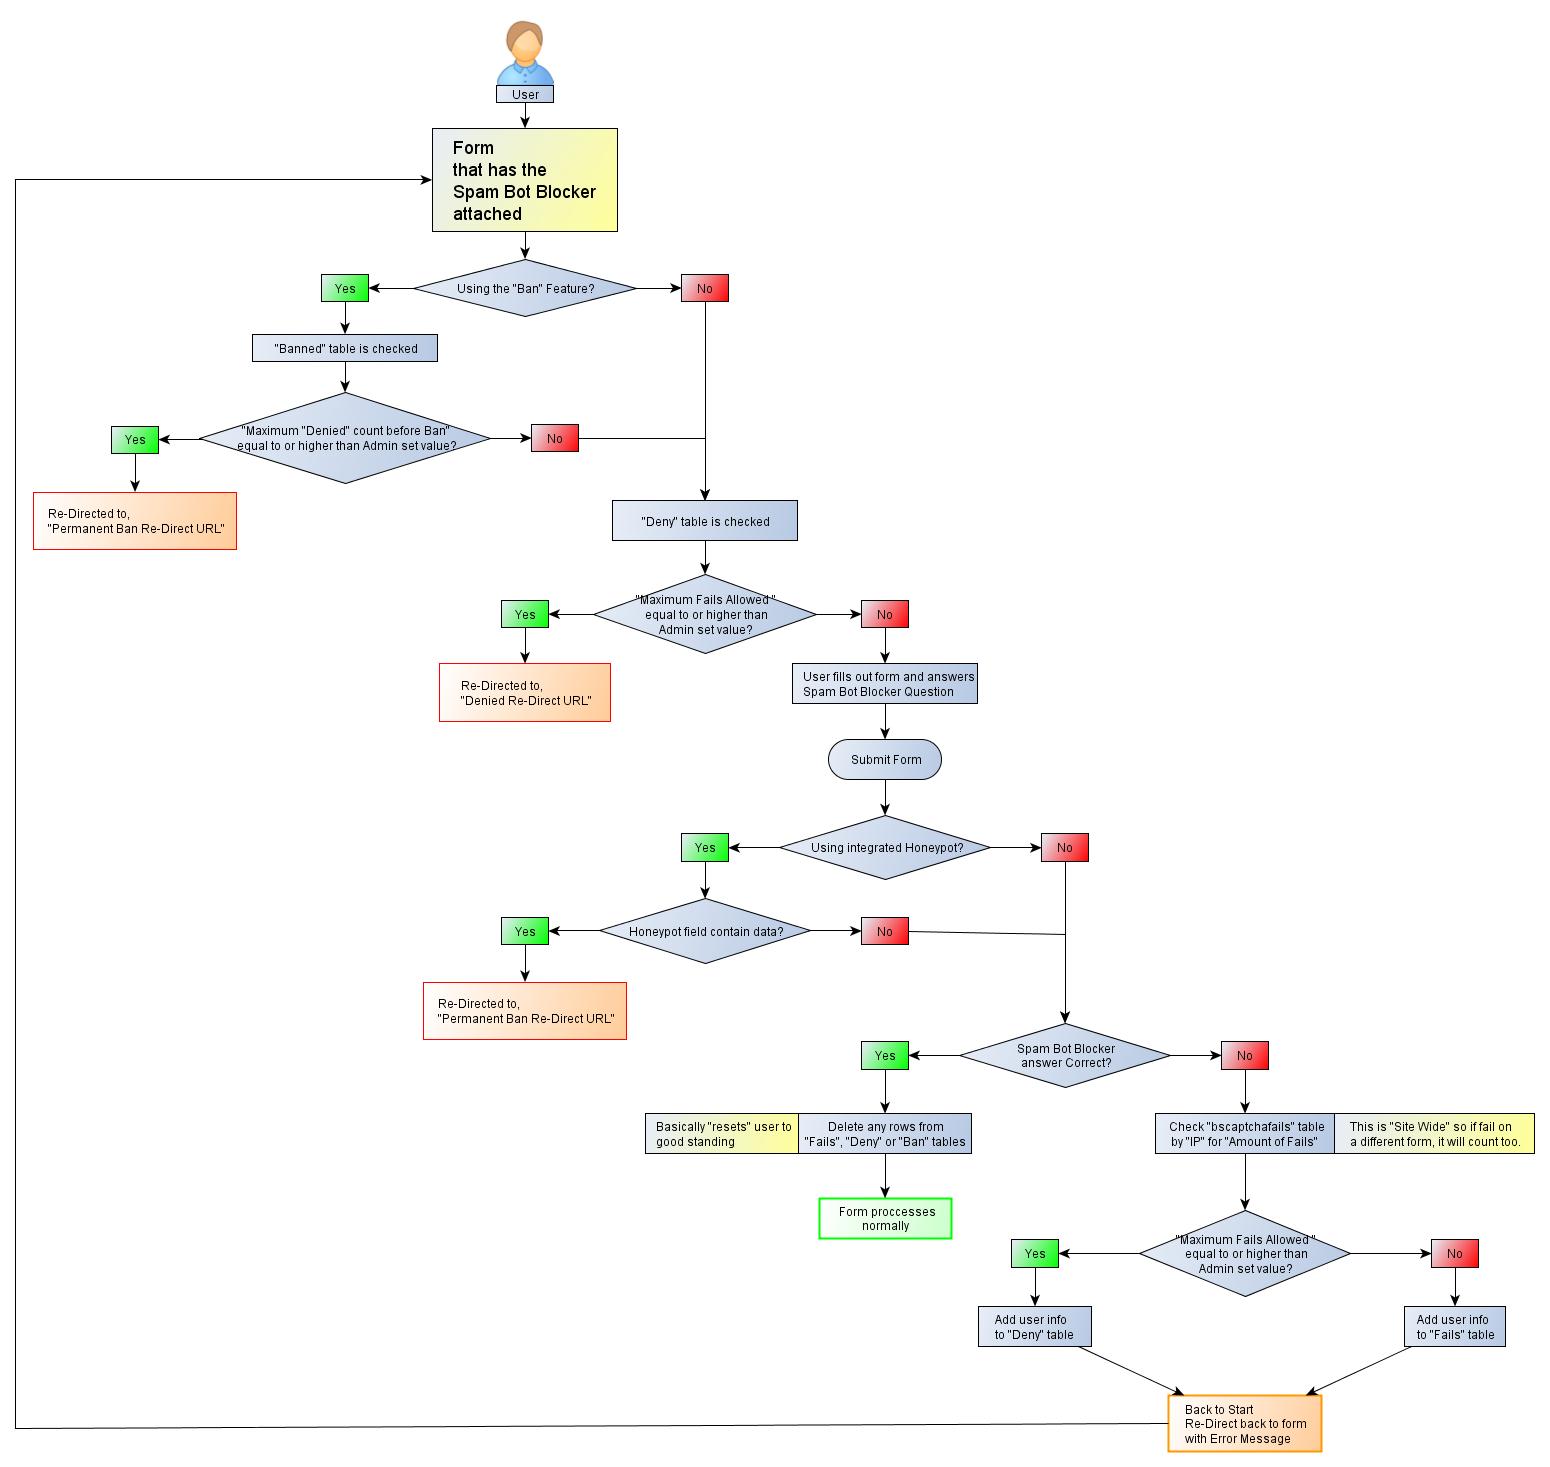 User
Form
that has the
Spam Bot Blocker
attached
Using the "Ban" Feature?
Yes
No
"Banned" table is checked
"Maximum "Denied" count before Ban"
equal to or higher than Admin set value?
Yes
No
Re-Directed to,
"Permanent Ban Re-Direct URL"
"Deny" table is checked
"Maximum Fails Allowed "
equal to or higher than
Admin set value?
Yes
No
Re-Directed to,
"Denied Re-Direct URL"
User fills out form and answers
Spam Bot Blocker Question
Submit Form
Using integrated Honeypot?
Yes
No
Honeypot field contain data?
Yes
No
Re-Directed to,
"Permanent Ban Re-Direct URL"
Spam Bot Blocker
answer Correct?
Yes
No
Basically "resets" user to
good standing
Delete any rows from
"Fails", "Deny" or "Ban" tables
Check "bscaptchafails" table
by "IP" for "Amount of Fails"
This is "Site Wide" so if fail on
a different form, it will count too.
Form proccesses
normally
"Maximum Fails Allowed "
equal to or higher than
Admin set value?
Yes
No
Add user info
to "Deny" table
Add user info
to "Fails" table
Back to Start
Re-Direct back to form
with Error Message